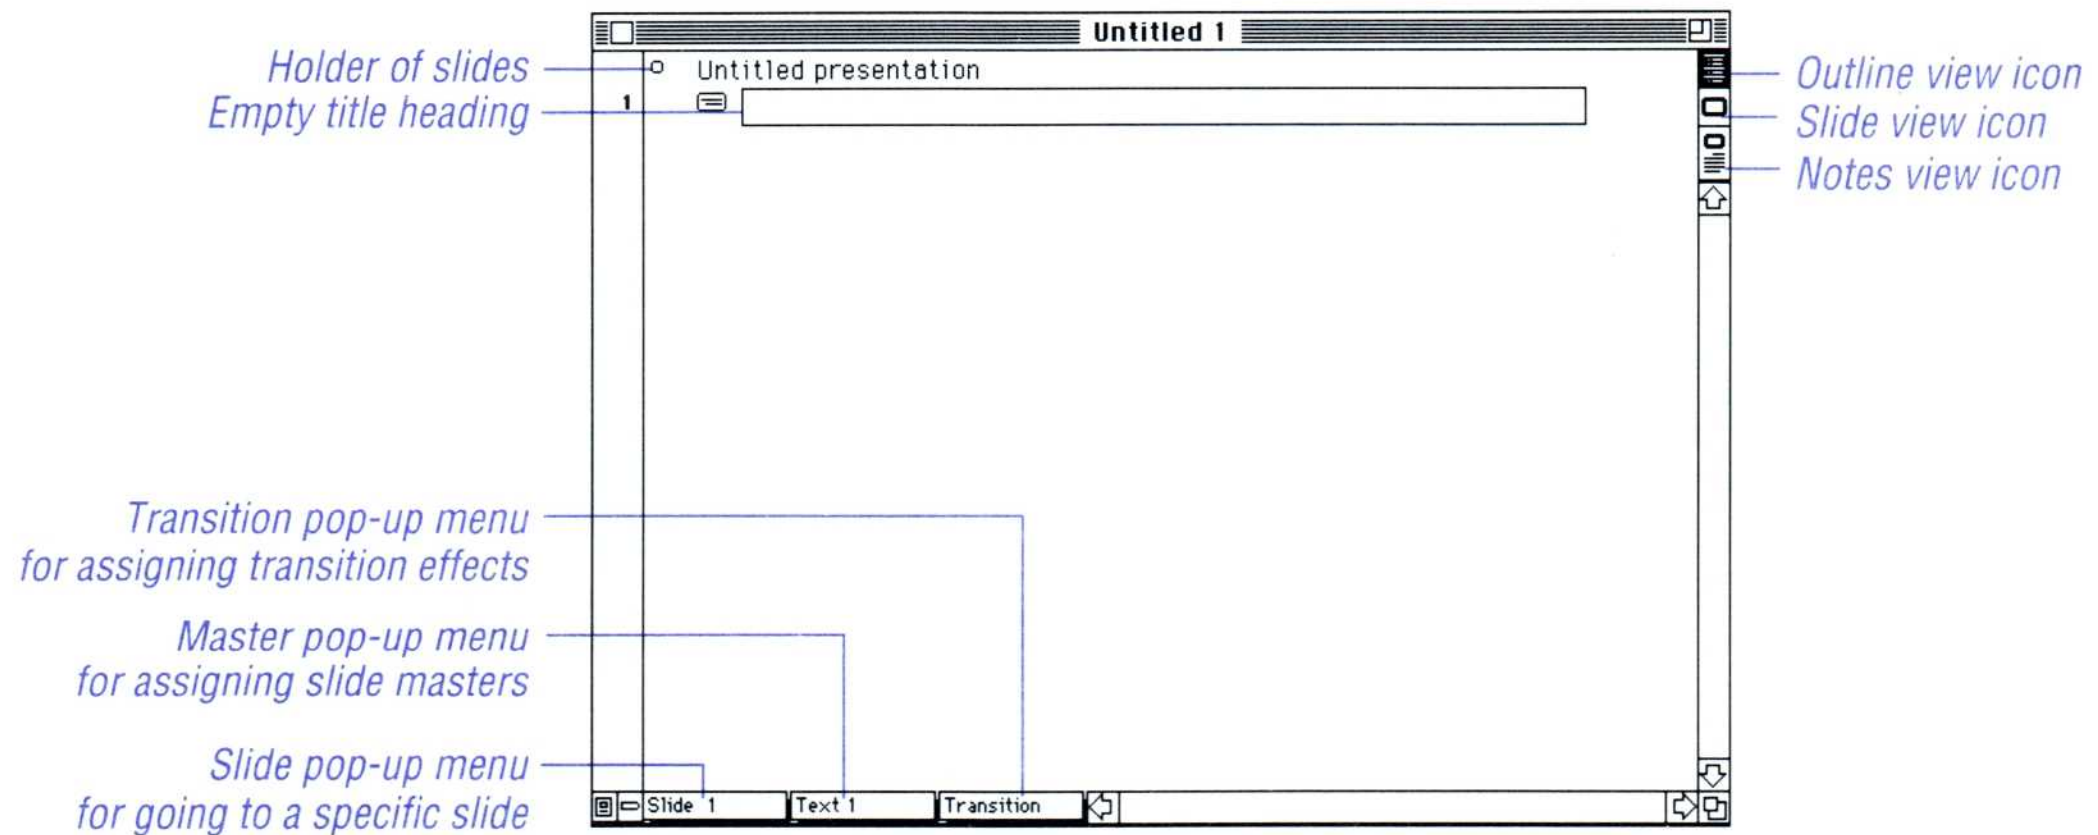 Untitled 1
Holder of slides
Untitled presentation
Outline view icon
Empty title heading
1
Slide view icon
Notes view icon
Transition pop-up menu
for assigning transition effects
Master pop-up menu
for assigning slide masters
Slide pop-up menu
for going to a specific slide
Slide 1
Text 1
Transition